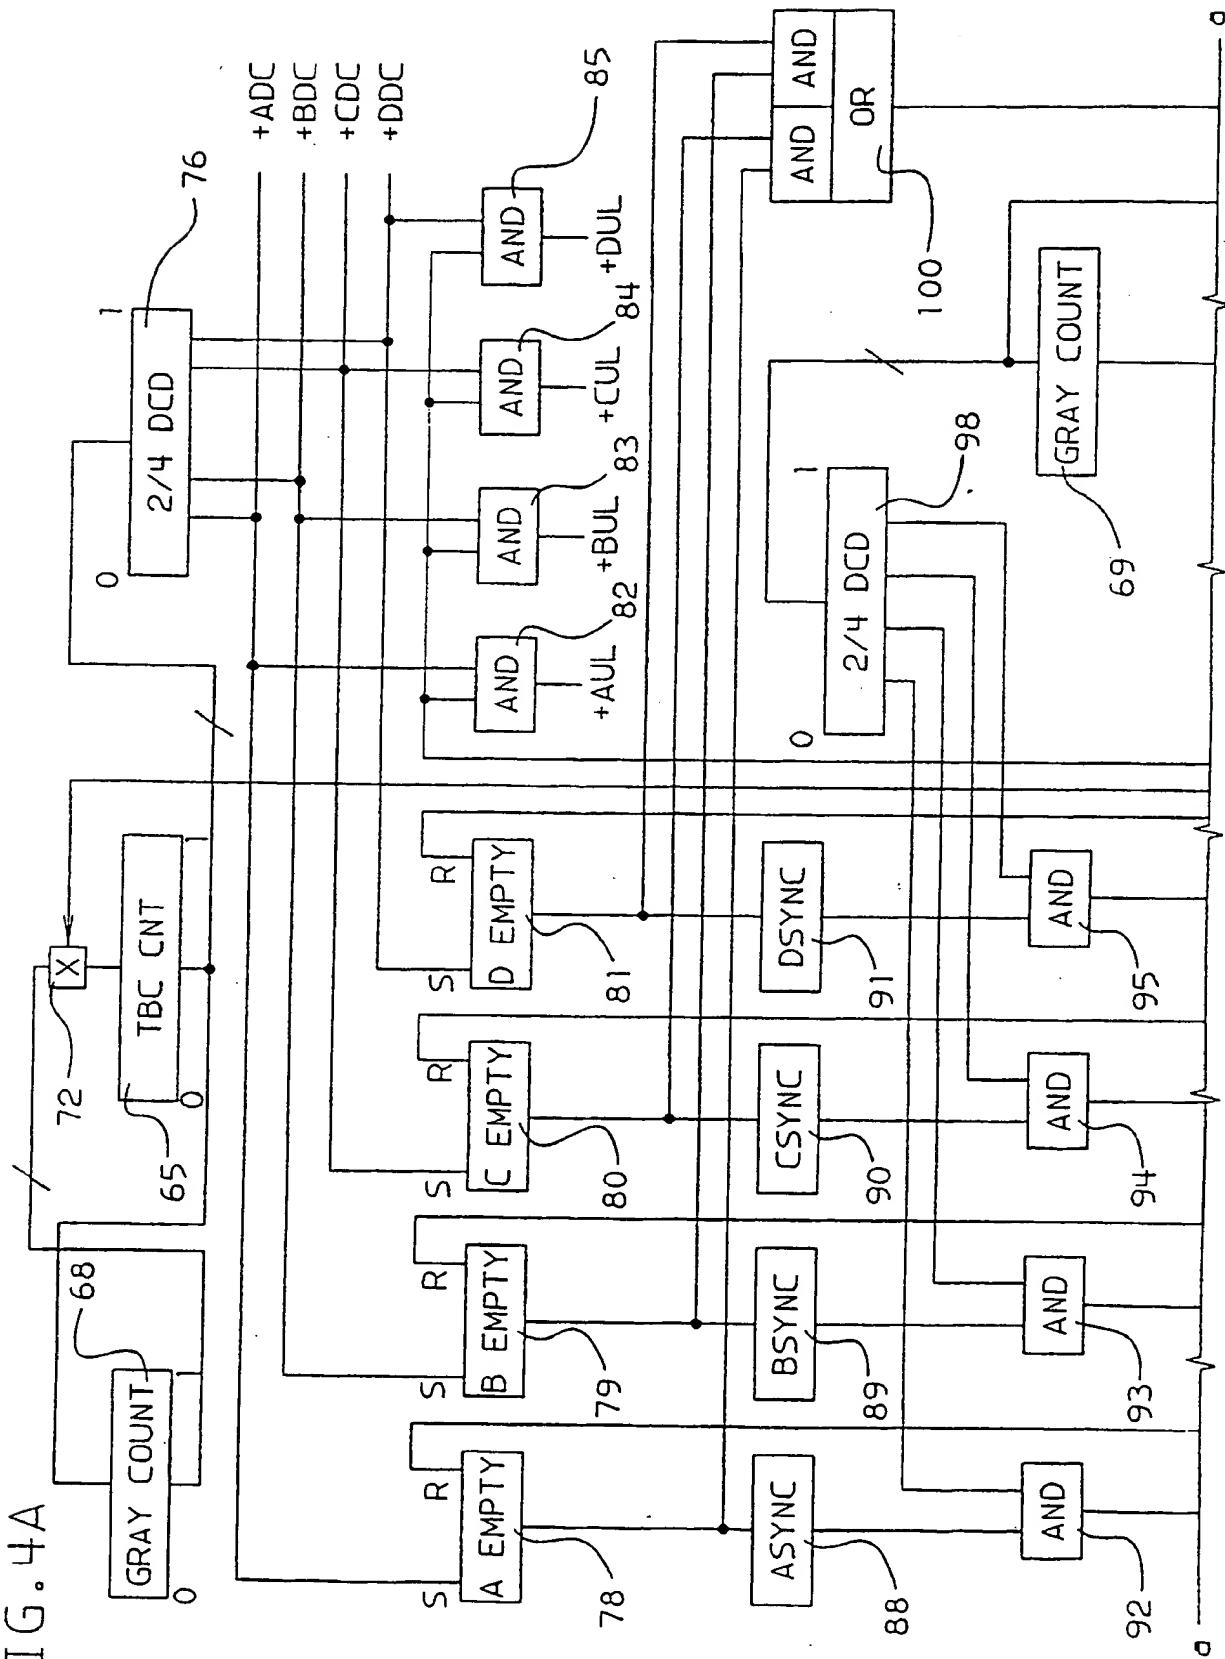 IG. 4A
GRAY COUNT
68
0
1
72
X
TBC CNT
65
0
1
0
1
2/4 DCD
76
+ADC
+BDC
+CDC
+DDC
S
R
A EMPTY
78
S
R
B EMPTY
79
S
R
C EMPTY
80
S
R
D EMPTY
81
AND
82
+AUL
AND
83
+BUL
AND
84
+CUL
AND
85
+DUL
ASYNC
88
BSYNC
89
CSYNC
90
DSYNC
91
0
1
2/4 DCD
98
AND
AND
OR
100
AND
92
AND
93
AND
94
AND
95
GRAY COUNT
69
a
a